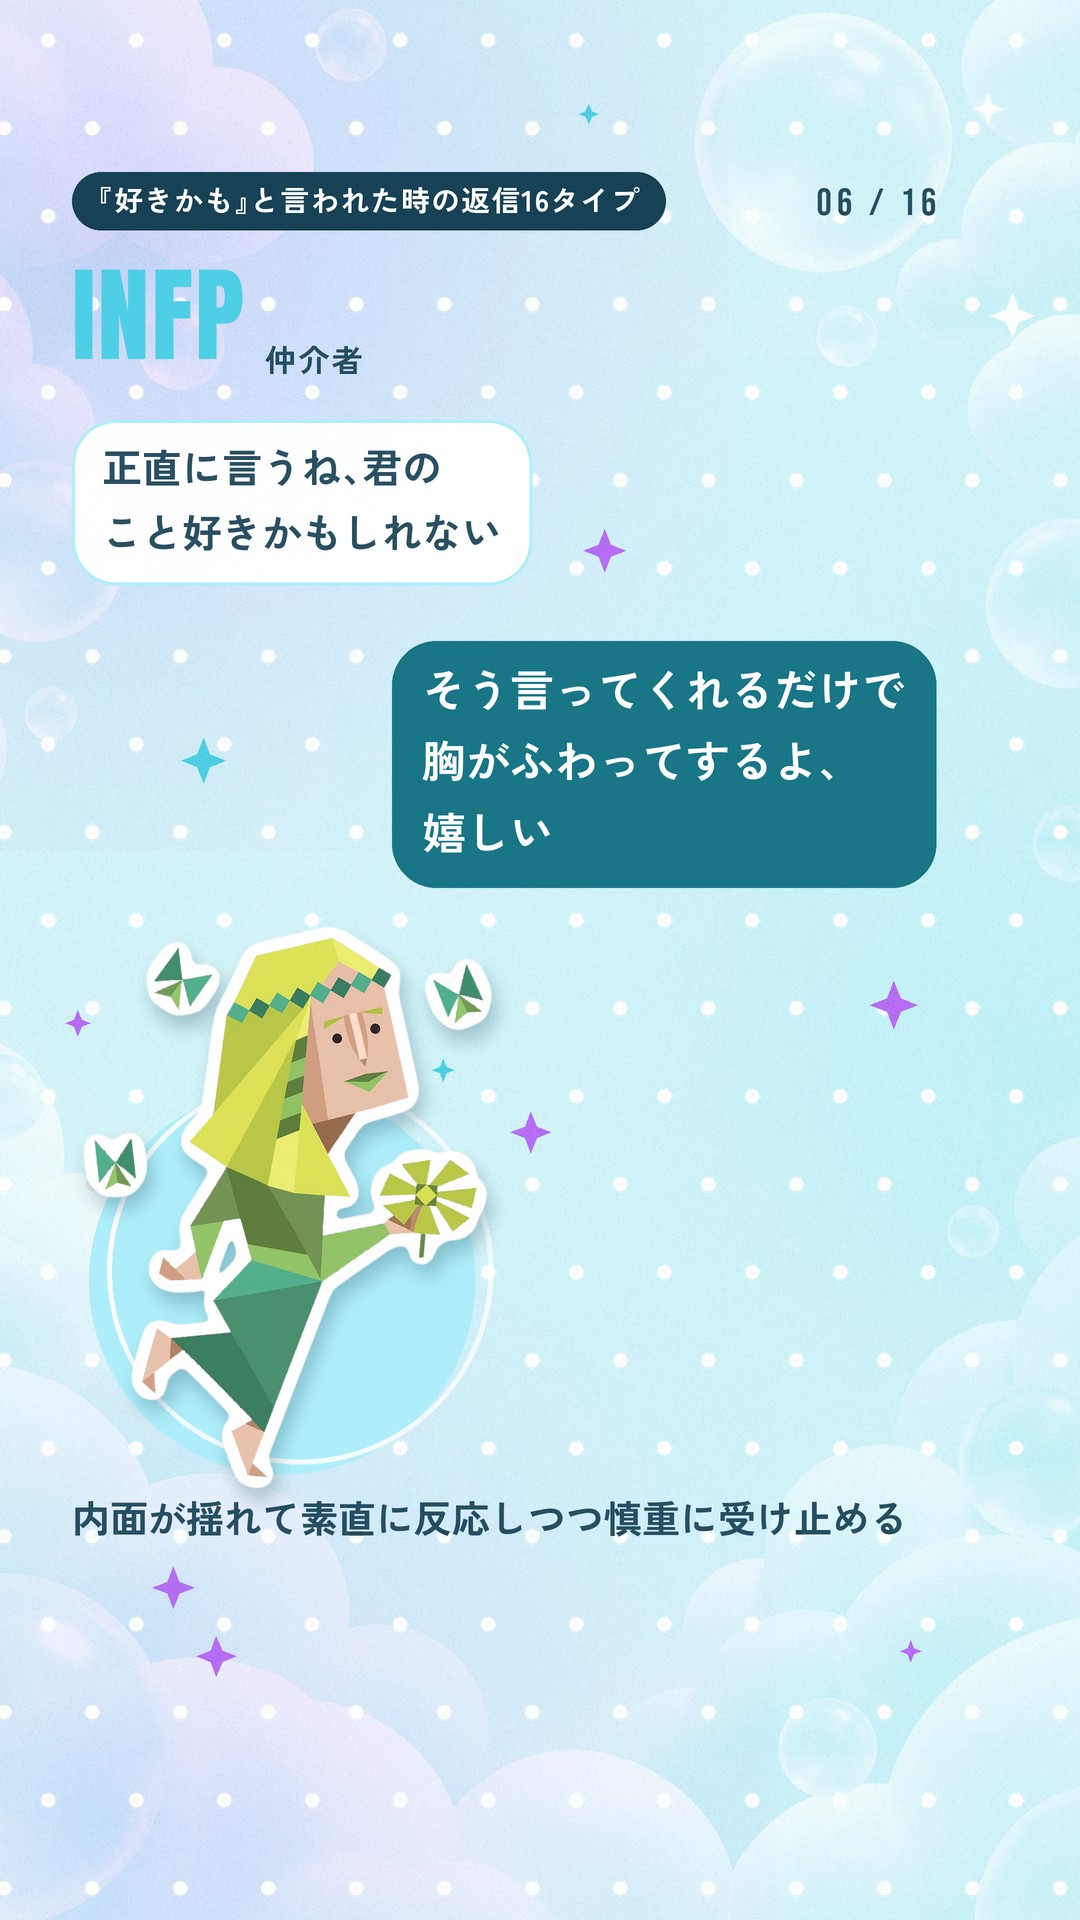 『好きかも』と言われた時の返信16タイプ
06 / 16
INFP
仲介者
正直に言うね、君の
こと好きかもしれない
そう言ってくれるだけで
胸がふわってするよ、
嬉しい
内面が揺れて素直に反応しつつ慎重に受け止める